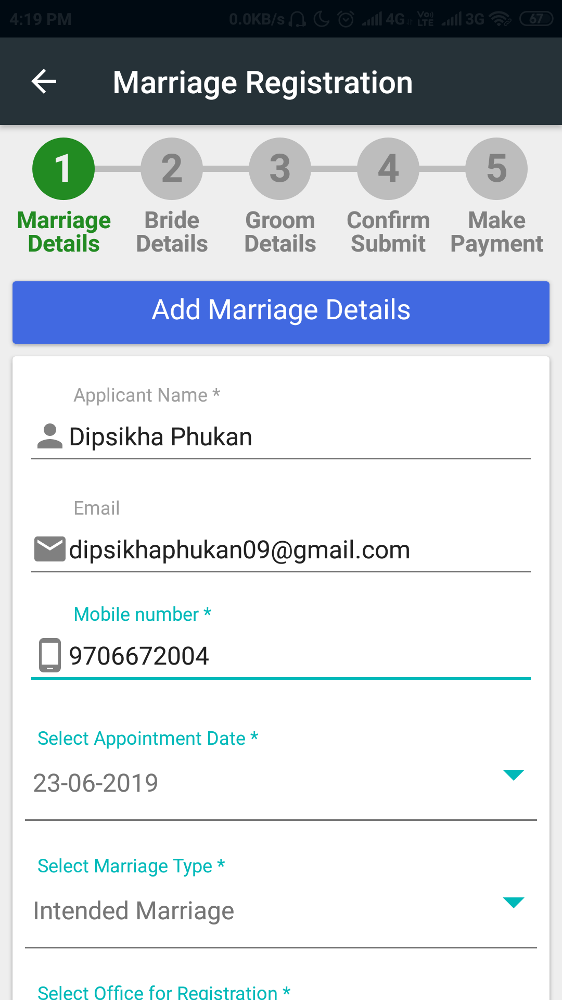 4:19 PM 0.0KB/s 4G VoLTE 3G 67
Marriage Registration
1 2 3 4 5
Marriage Details
Bride Details
Groom Details
Confirm Submit
Make Payment
Add Marriage Details
Applicant Name *
Dipsikha Phukan
Email
dipsikhaphukan09@gmail.com
Mobile number *
9706672004
Select Appointment Date *
23-06-2019
Select Marriage Type *
Intended Marriage
Select Office for Registration *